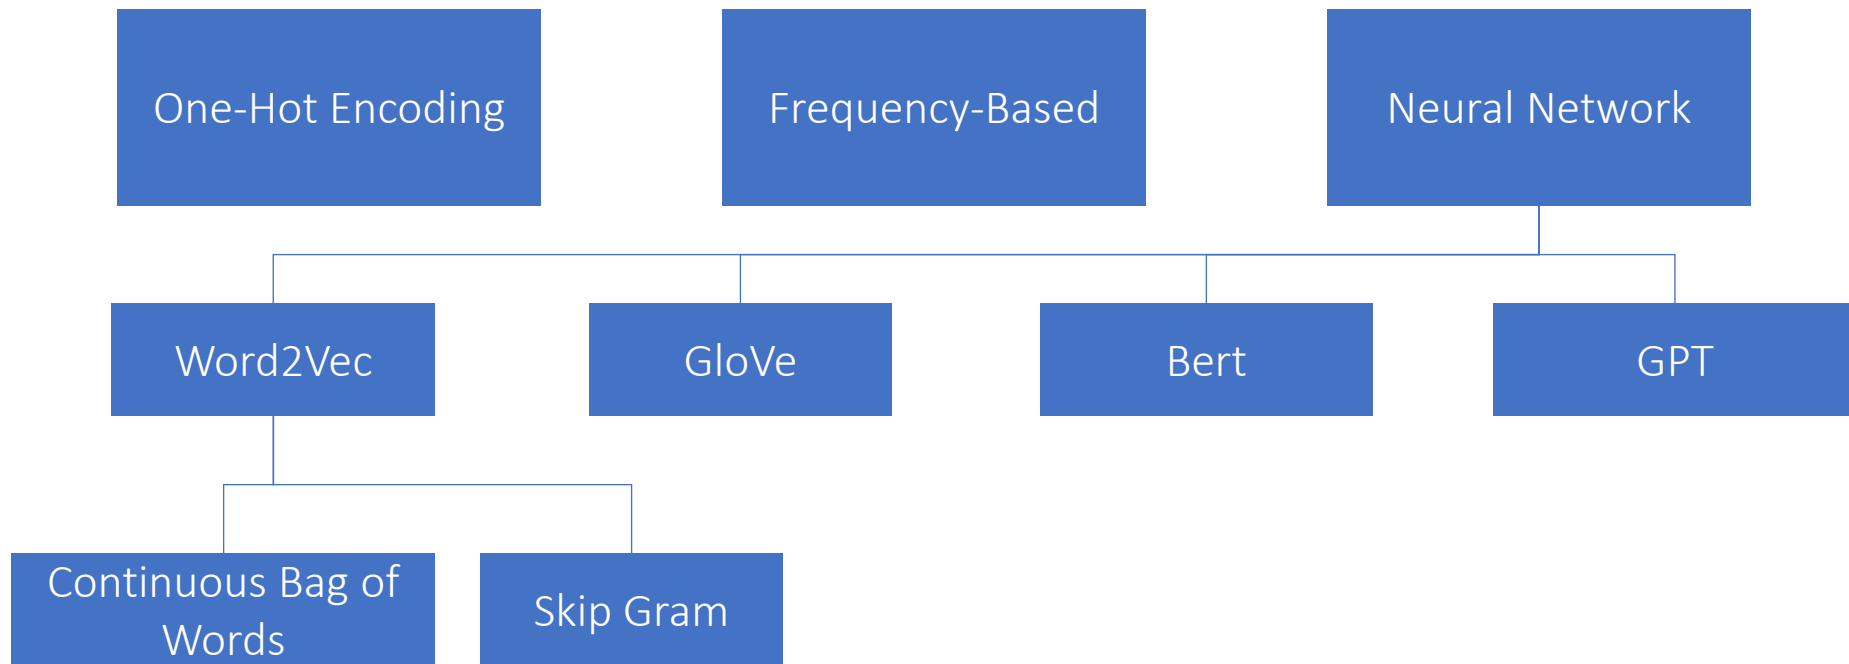 One-Hot Encoding
Frequency-Based
Neural Network
Word2Vec
GloVe
Bert
GPT
Continuous Bag of
Words
Skip Gram